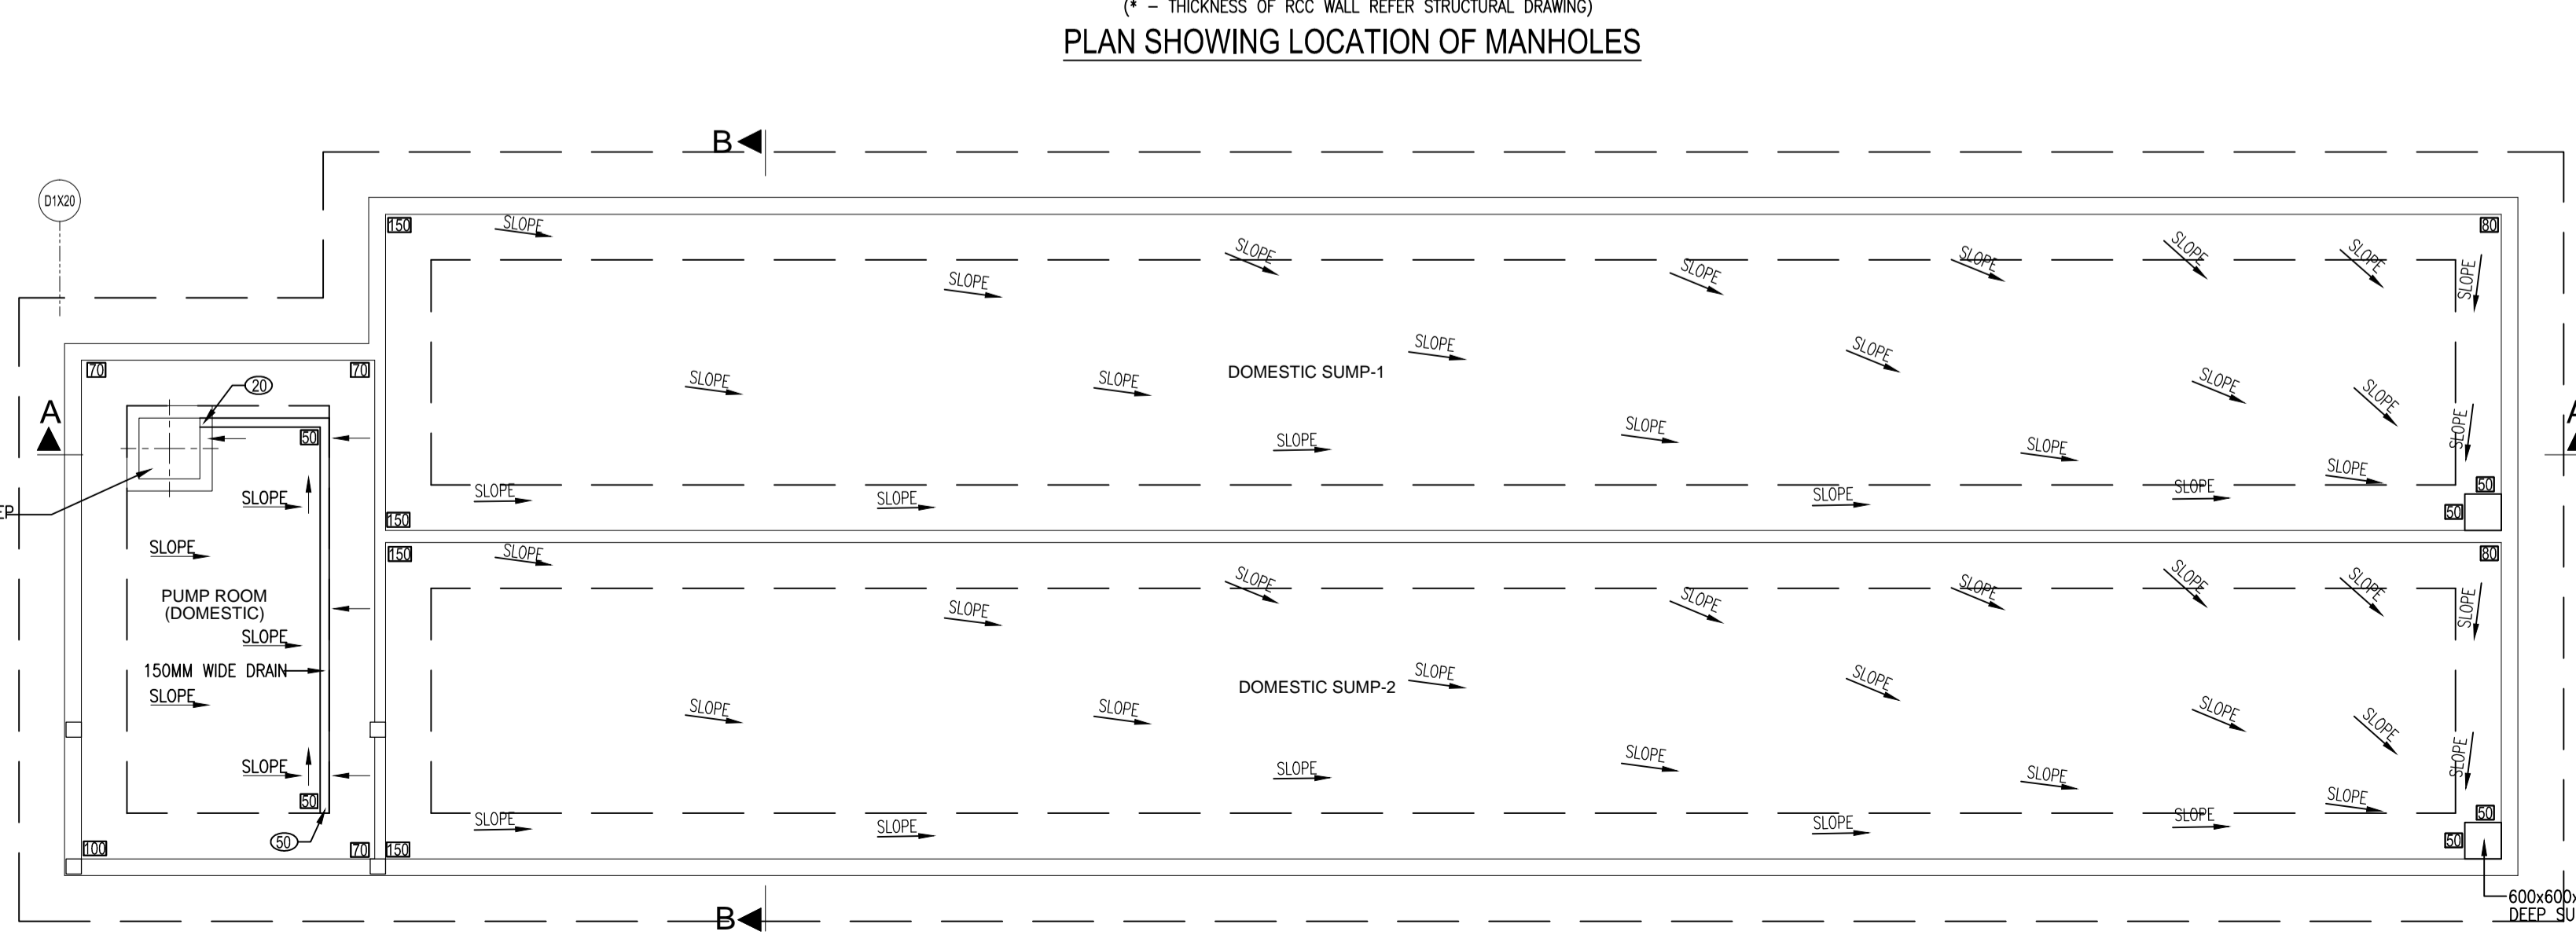 (* – THICKNESS OF RCC WALL REFER STRUCTURAL DRAWING)
PLAN SHOWING LOCATION OF MANHOLES
B
D1X20
150
SLOPE
SLOPE
SLOPE
SLOPE
SLOPE
SLOPE
SLOPE
80
SLOPE
SLOPE
SLOPE
70
70
20
SLOPE
SLOPE
DOMESTIC SUMP-1
SLOPE
SLOPE
A
A
50
SLOPE
SLOPE
SLOPE
SLOPE
SLOPE
SLOPE
SLOPE
SLOPE
SLOPE
SLOPE
50
50
EP
150
SLOPE
150
SLOPE
SLOPE
SLOPE
SLOPE
SLOPE
SLOPE
80
PUMP ROOM
(DOMESTIC)
SLOPE
SLOPE
SLOPE
SLOPE
150MM WIDE DRAIN
SLOPE
SLOPE
SLOPE
DOMESTIC SUMP-2
SLOPE
SLOPE
SLOPE
SLOPE
SLOPE
SLOPE
SLOPE
SLOPE
SLOPE
50
SLOPE
SLOPE
SLOPE
SLOPE
50
50
50
100
70
150
B
600x600x
DEEP SU